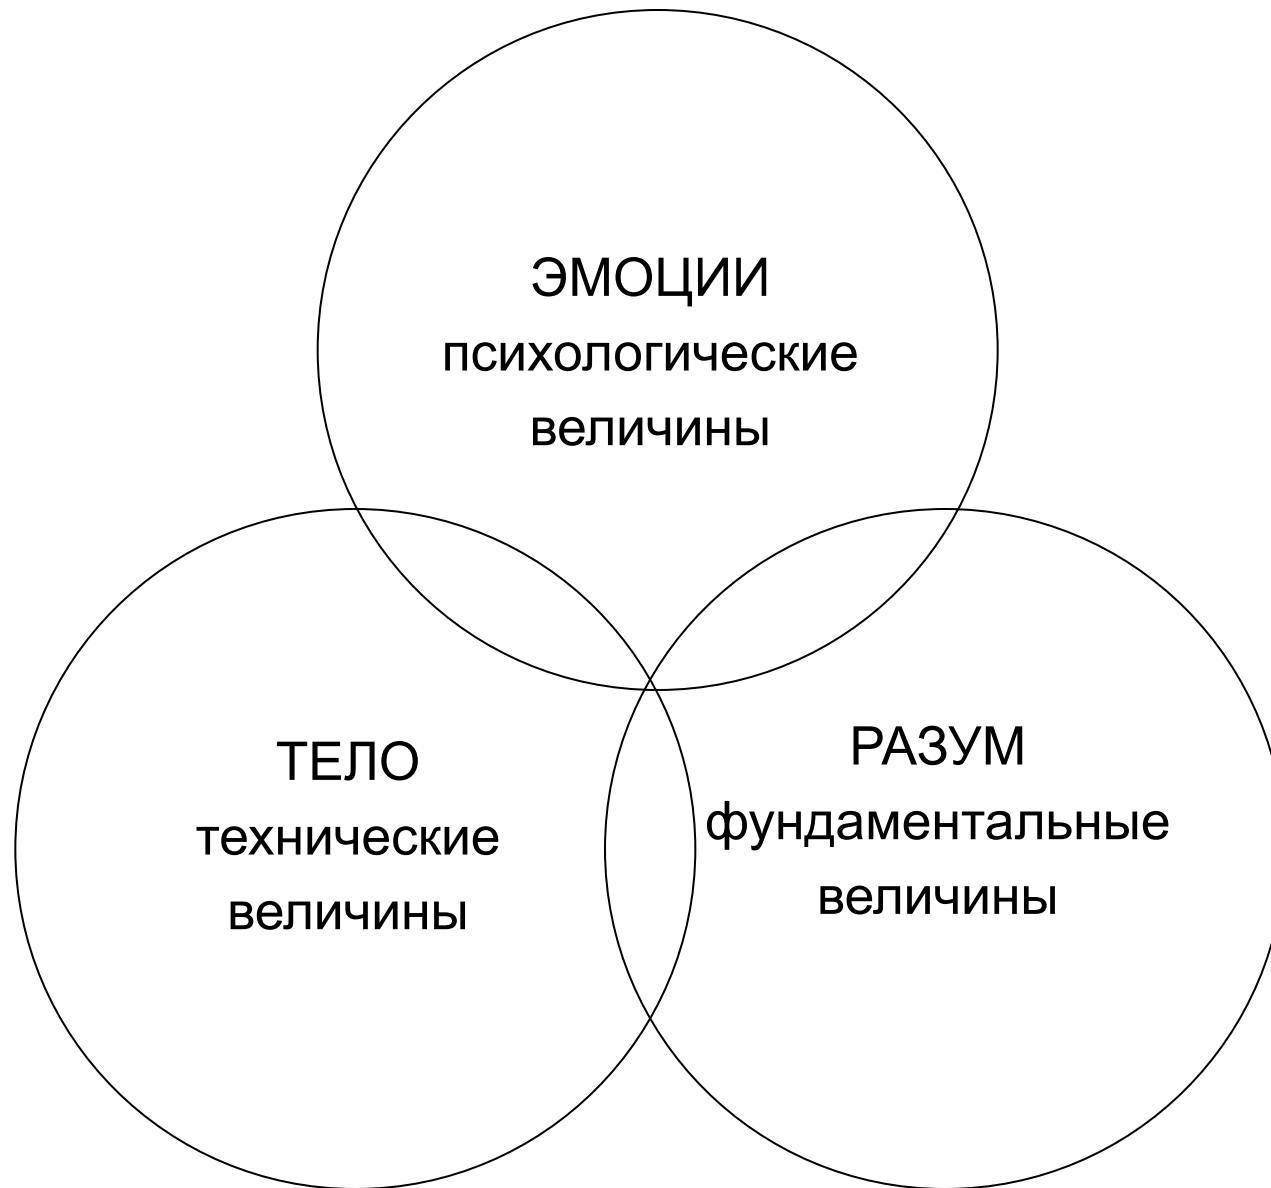 ЭМОЦИИ
психологические
величины
ТЕЛО
технические
величины
РАЗУМ
фундаментальные
величины